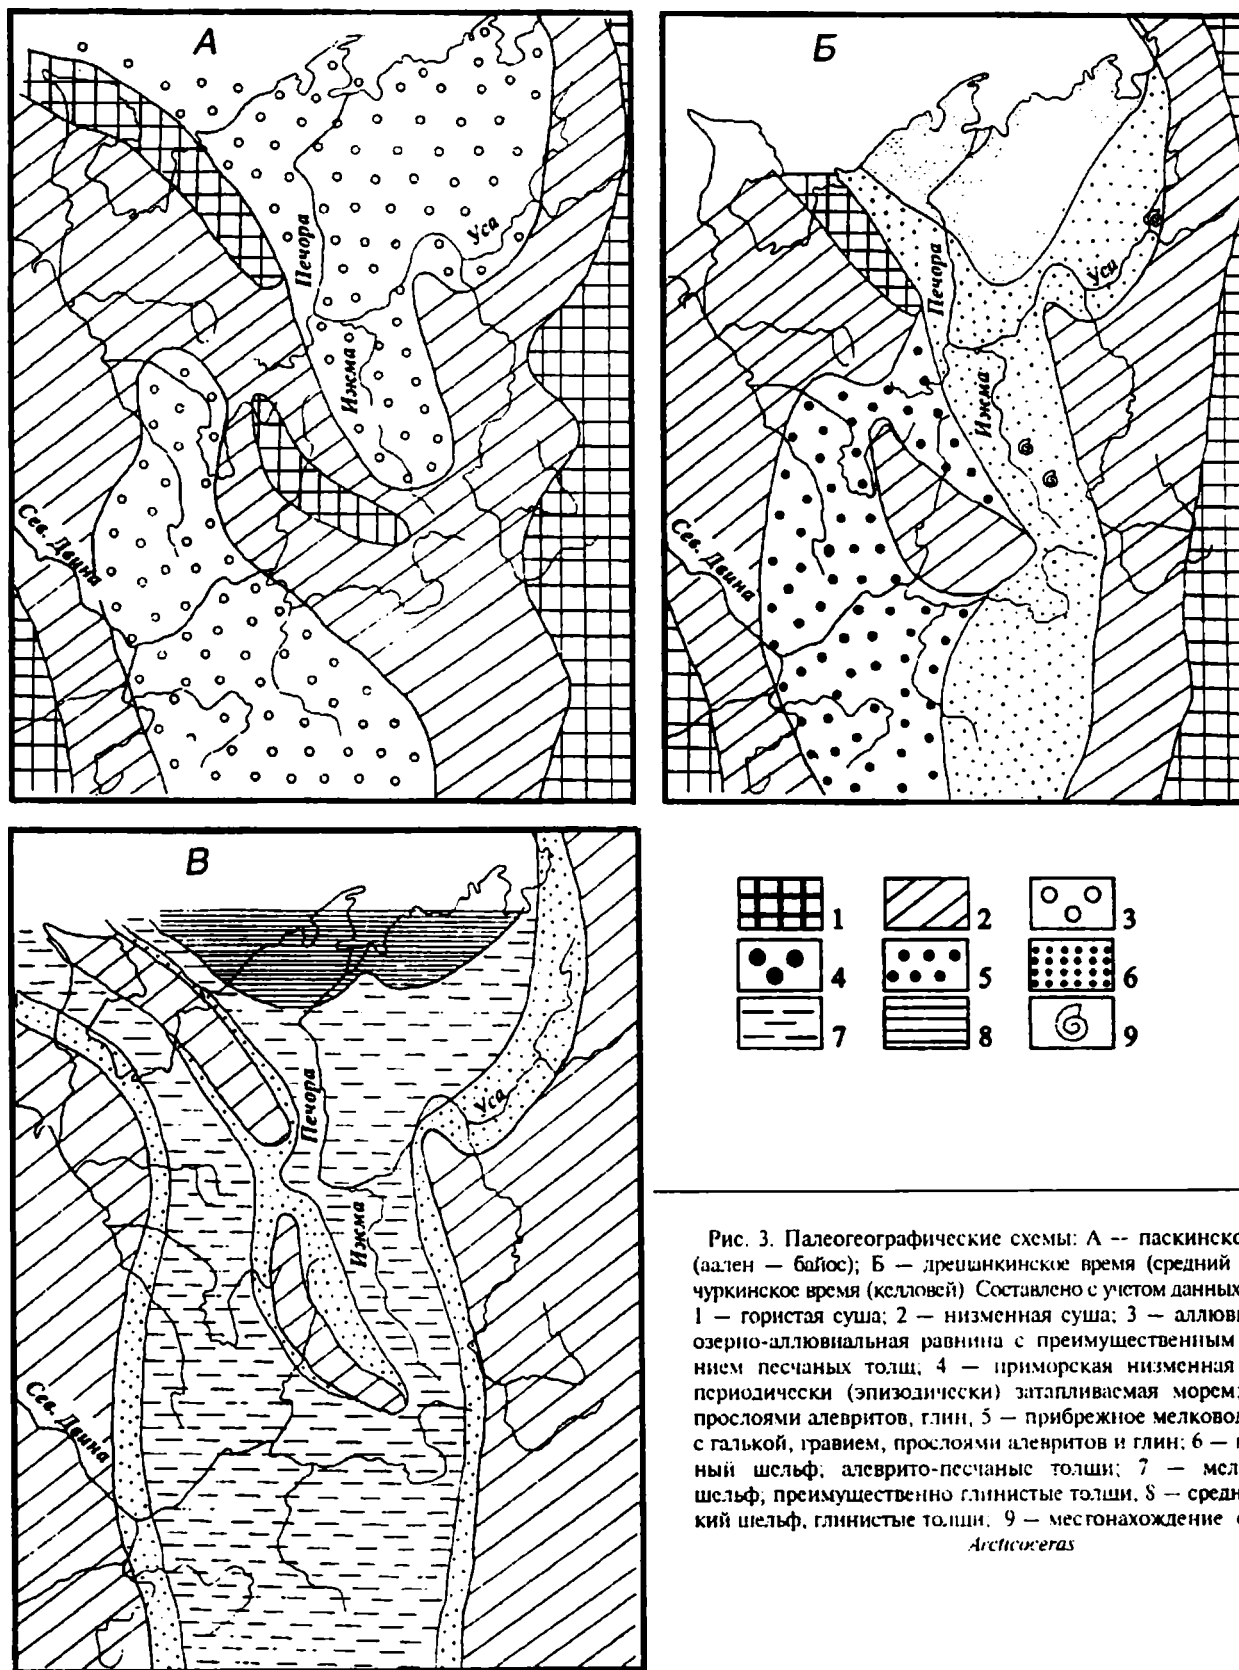 А
Печора
Уса
Ижма
Сев. Двина
Б
Печора
Уса
Ижма
Сев. Двина
В
Печора
Уса
Ижма
Сев. Двина
1
2
3
4
5
6
7
8
9
Рис. 3. Палеогеографические схемы: А -- паскинско
(аален — байос); Б — дрещанкинское время (средний
чуркинское время (келловей) Составлено с учетом данных
1 — гористая суша; 2 — низменная суша; 3 — аллюви
озерно-аллювиальная равнина с преимущественным
нием песчаных толщ, 4 — приморская низменная
периодически (эпизодически) затапливаемая морем;
прослоями алевритов, глин, 5 — прибрежное мелковод
с галькой, гравием, прослоями алевритов и глин; 6 —
ный шельф; алеврито-песчаные толщи; 7 — мел
шельф; преимущественно глинистые толщи, 8 — средн
кий шельф, глинистые толщи; 9 — местонахождение
Arcticoceras